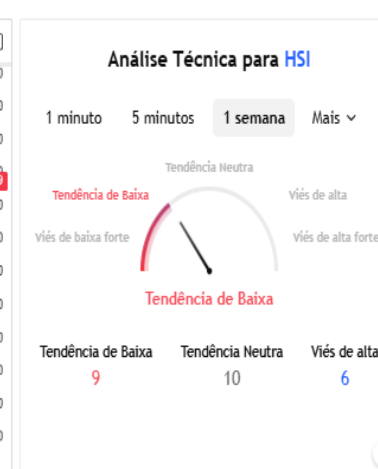 Análise Técnica para HSI
1 minuto 5 minutos 1 semana Mais
Tendência Neutra
Tendência de Baixa Viés de alta
Viés de baixa forte Viés de alta forte
Tendência de Baixa
Tendência de Baixa Tendência Neutra Viés de alta
9 10 6